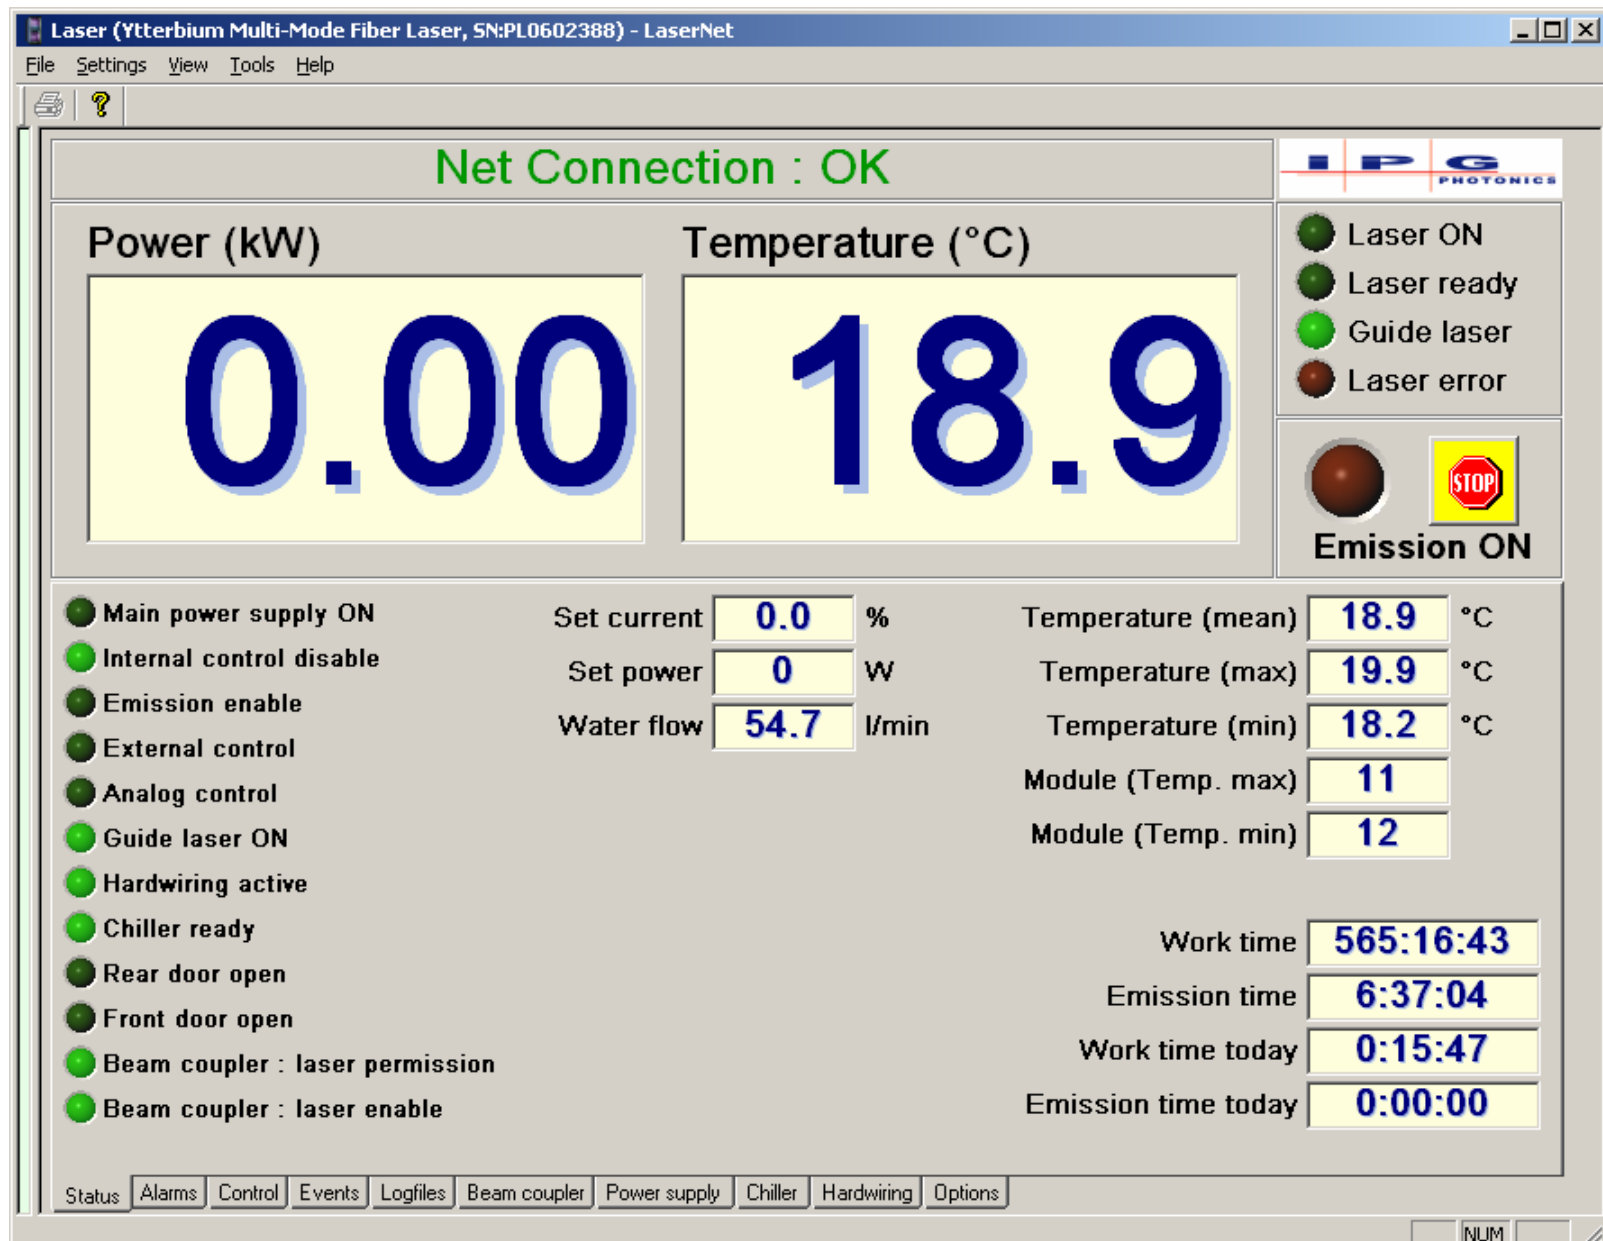 Laser (Ytterbium Multi-Mode Fiber Laser, SN:PL0602388) - LaserNet
File Settings View Tools Help
Net Connection : OK
IPG
PHOTONICS
Power (kW)
0.00
Temperature (°C)
18.9
Laser ON
Laser ready
Guide laser
Laser error
STOP
Emission ON
Main power supply ON
Internal control disable
Emission enable
External control
Analog control
Guide laser ON
Hardwiring active
Chiller ready
Rear door open
Front door open
Beam coupler : laser permission
Beam coupler : laser enable
Set current 0.0 %
Set power 0 W
Water flow 54.7 l/min
Temperature (mean) 18.9 °C
Temperature (max) 19.9 °C
Temperature (min) 18.2 °C
Module (Temp. max) 11
Module (Temp. min) 12
Work time 565:16:43
Emission time 6:37:04
Work time today 0:15:47
Emission time today 0:00:00
Status Alarms Control Events Logfiles Beam coupler Power supply Chiller Hardwiring Options
NUM